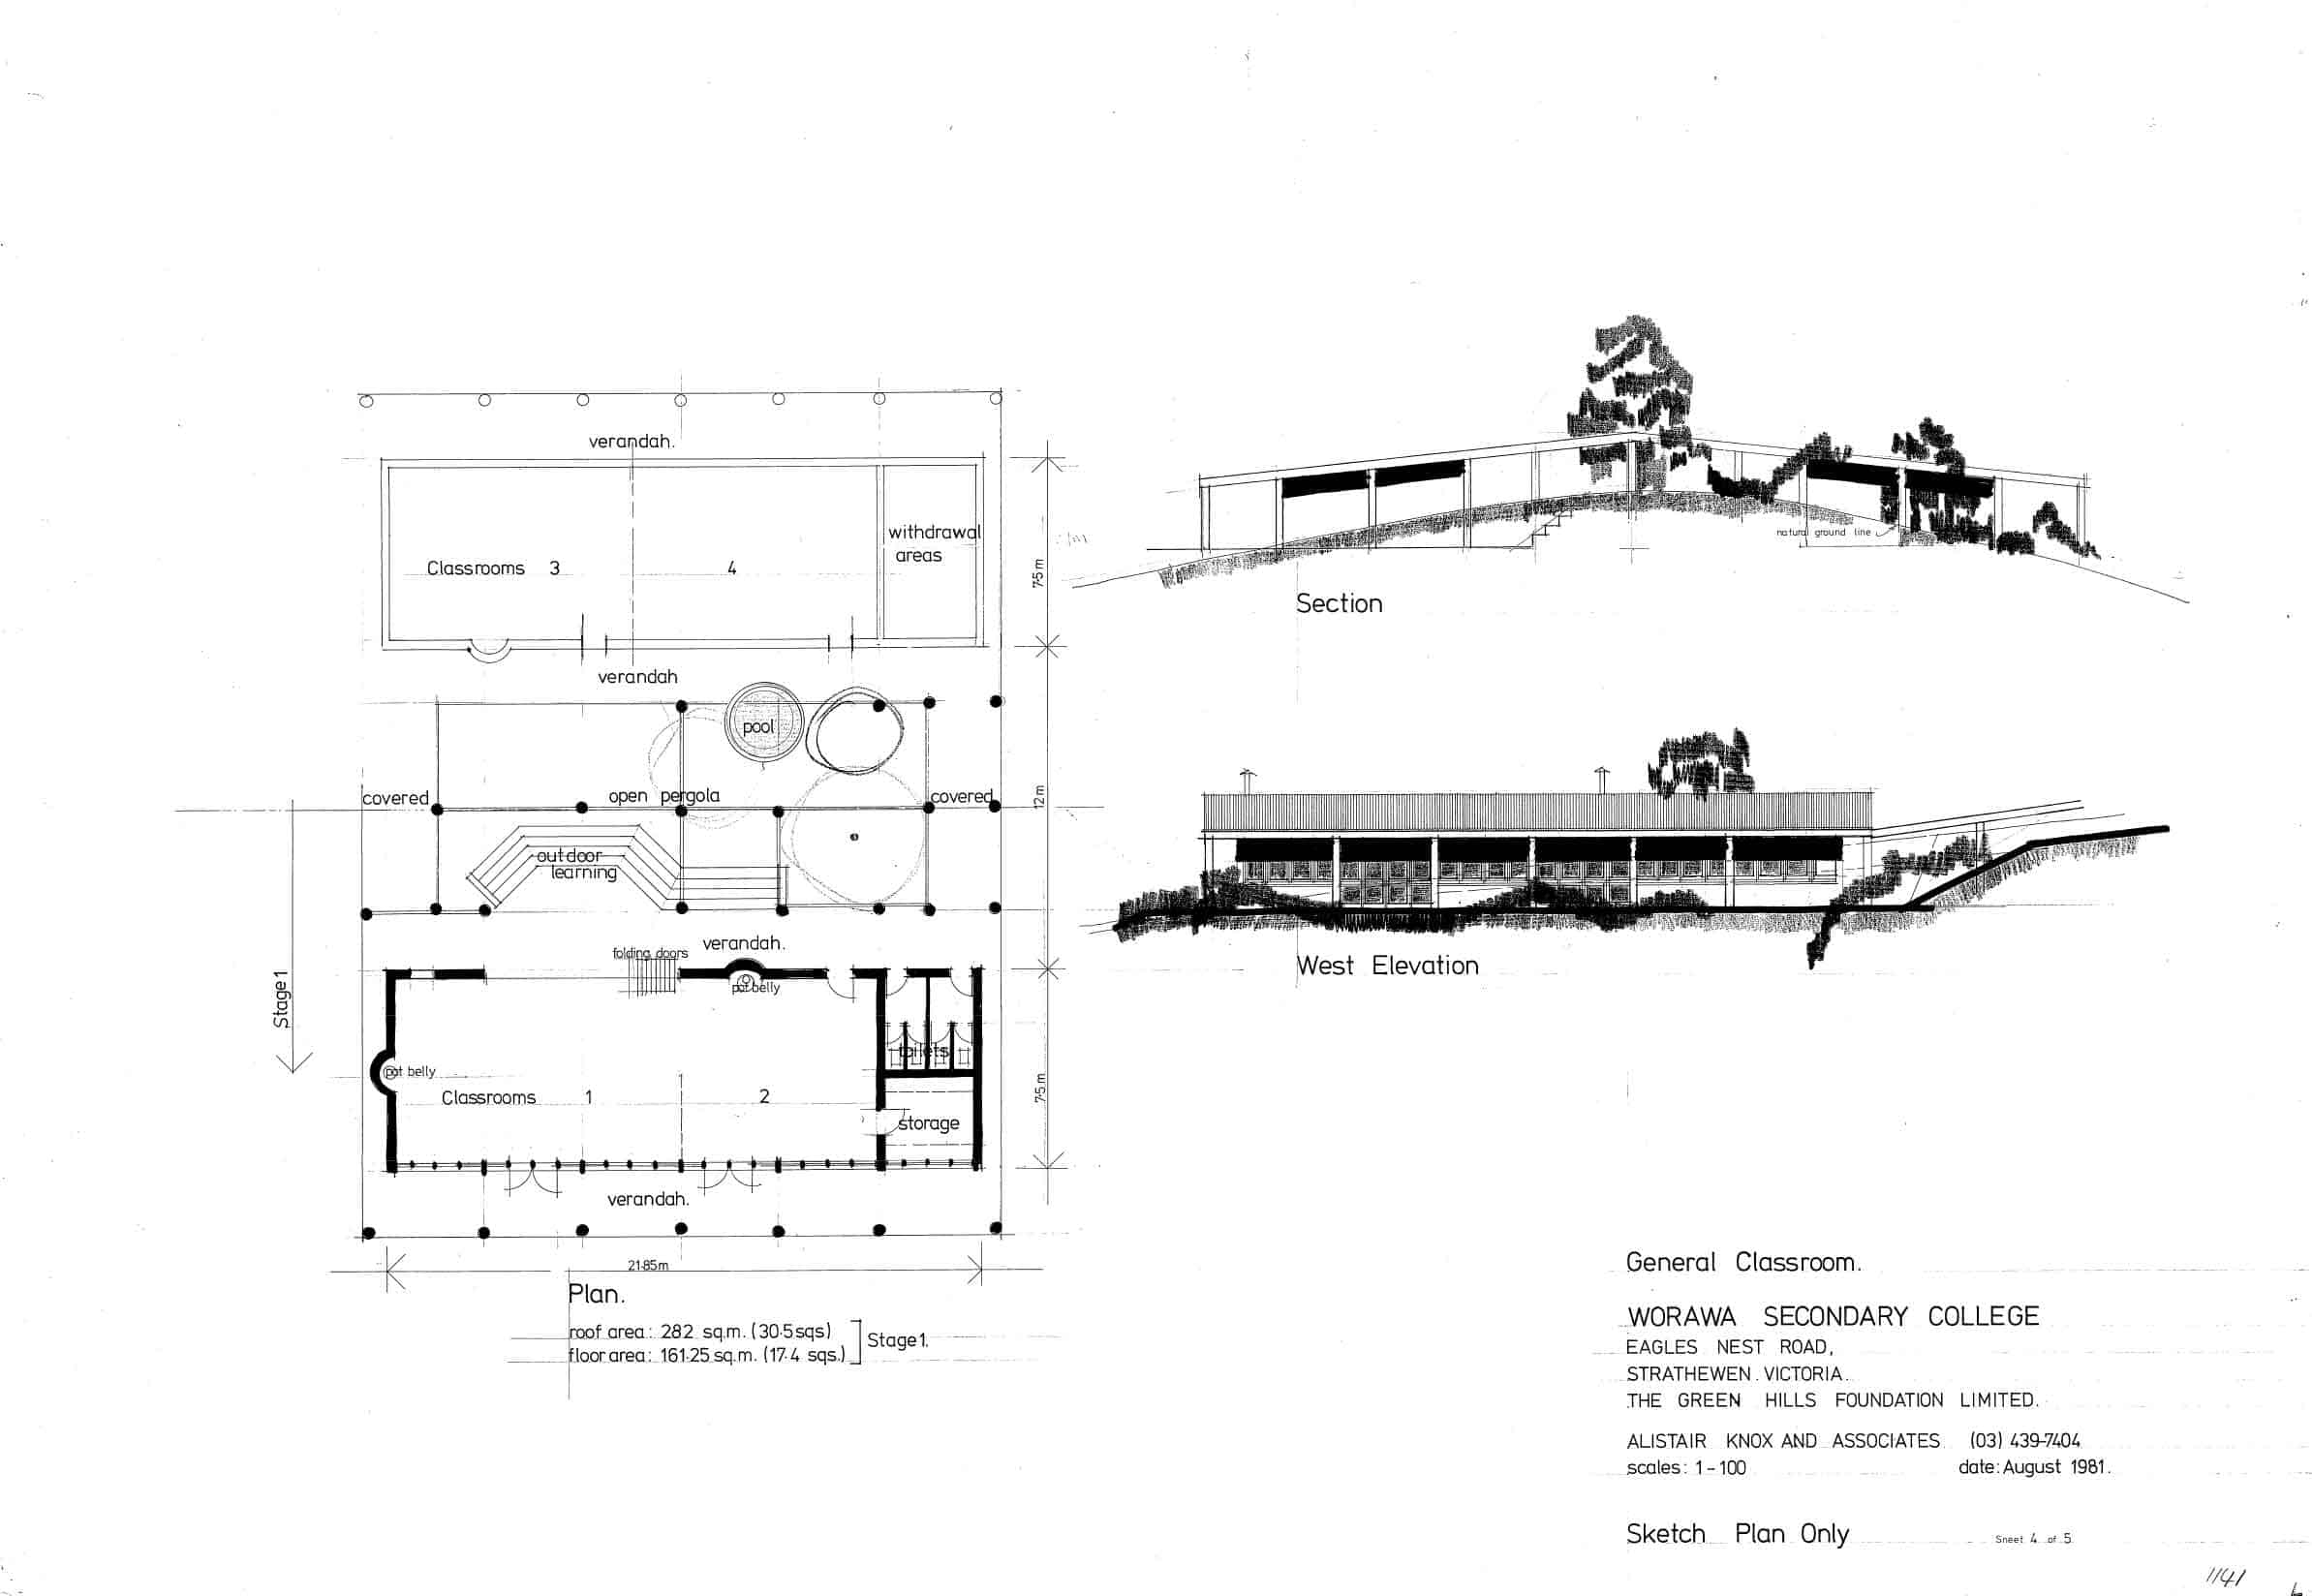 verandah.
withdrawal
areas
Classrooms 3 4
7·5m
verandah
pool
covered open pergola covered
12m
outdoor
learning
verandah.
folding doors
pot belly
Stage 1
toilets
pot belly
Classrooms 1 2
7·5m
storage
verandah.
21·85m
Plan.
roof area: 282 sq.m. (30·5 sqs)
floor area: 161·25 sq.m. (17·4 sqs.)
Stage 1.
natural ground line
Section
West Elevation
General Classroom.
WORAWA SECONDARY COLLEGE
EAGLES NEST ROAD,
STRATHEWEN. VICTORIA.
THE GREEN HILLS FOUNDATION LIMITED.
ALISTAIR KNOX AND ASSOCIATES (03) 439-7404
scales: 1-100 date: August 1981.
Sketch Plan Only Sheet 4 of 5
1141